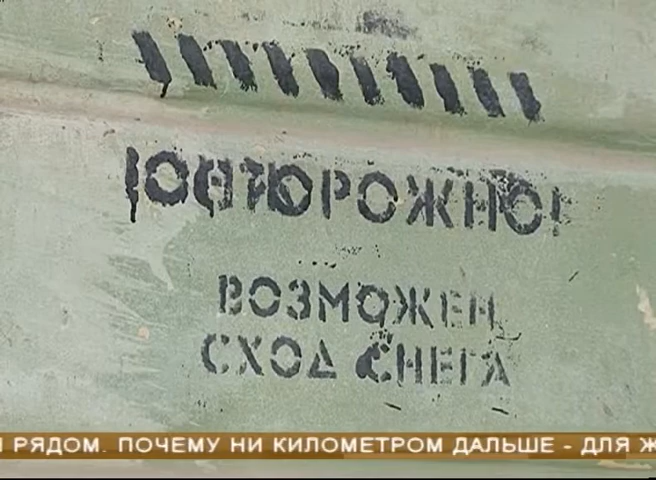 !ОСТОРОЖНО!
ВОЗМОЖЕН
СХОД СНЕГА
РЯДОМ. ПОЧЕМУ НИ КИЛОМЕТРОМ ДАЛЬШЕ - ДЛЯ